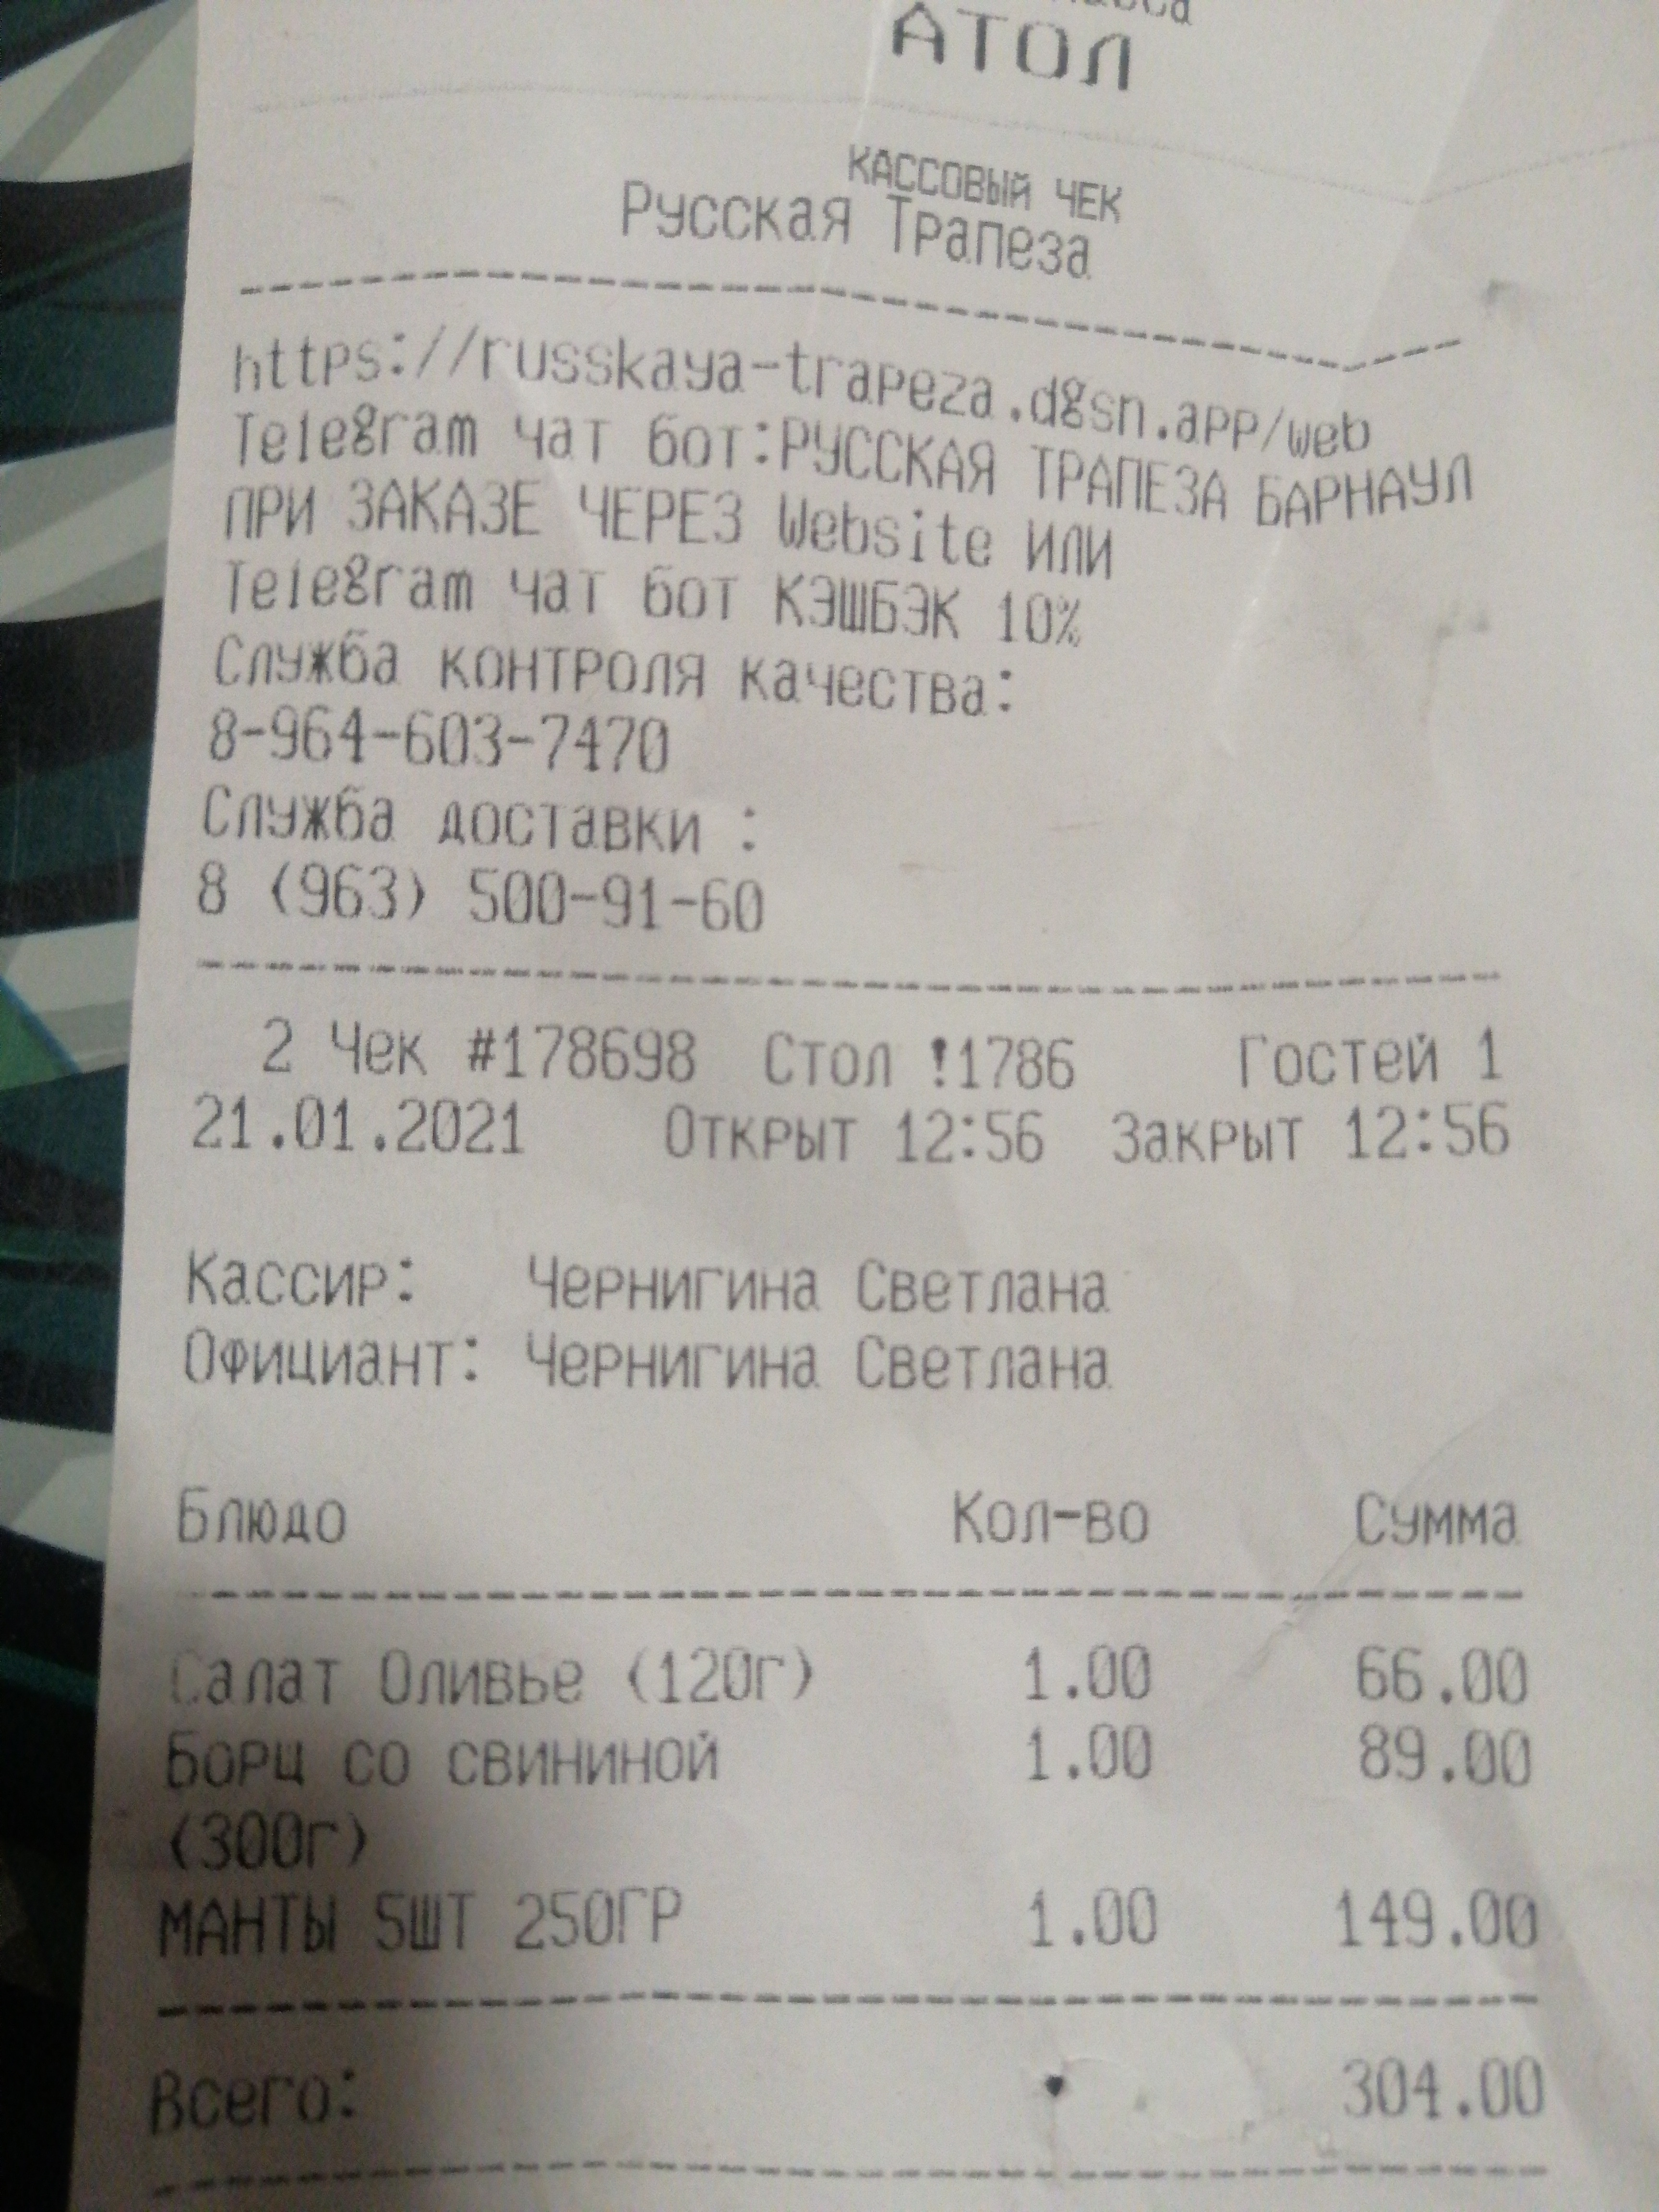 АТОЛ
КАССОВЫЙ ЧЕК
Русская Трапеза
https://russkaya-trapeza.dgsn.app/web
Telegram чат бот:РУССКАЯ ТРАПЕЗА БАРНАУЛ
ПРИ ЗАКАЗЕ ЧЕРЕЗ Website ИЛИ
Telegram чат бот КЭШБЭК 10%
Служба контроля качества:
8-964-603-7470
Служба доставки :
8 (963) 500-91-60
2 Чек #178698 Стол !1786 Гостей 1
21.01.2021 Открыт 12:56 Закрыт 12:56
Кассир: Чернигина Светлана
Официант: Чернигина Светлана
Блюдо Кол-во Сумма
Салат Оливье (120г) 1.00 66.00
Борщ со свининой 1.00 89.00
(300г)
МАНТЫ 5ШТ 250ГР 1.00 149.00
Всего: 304.00